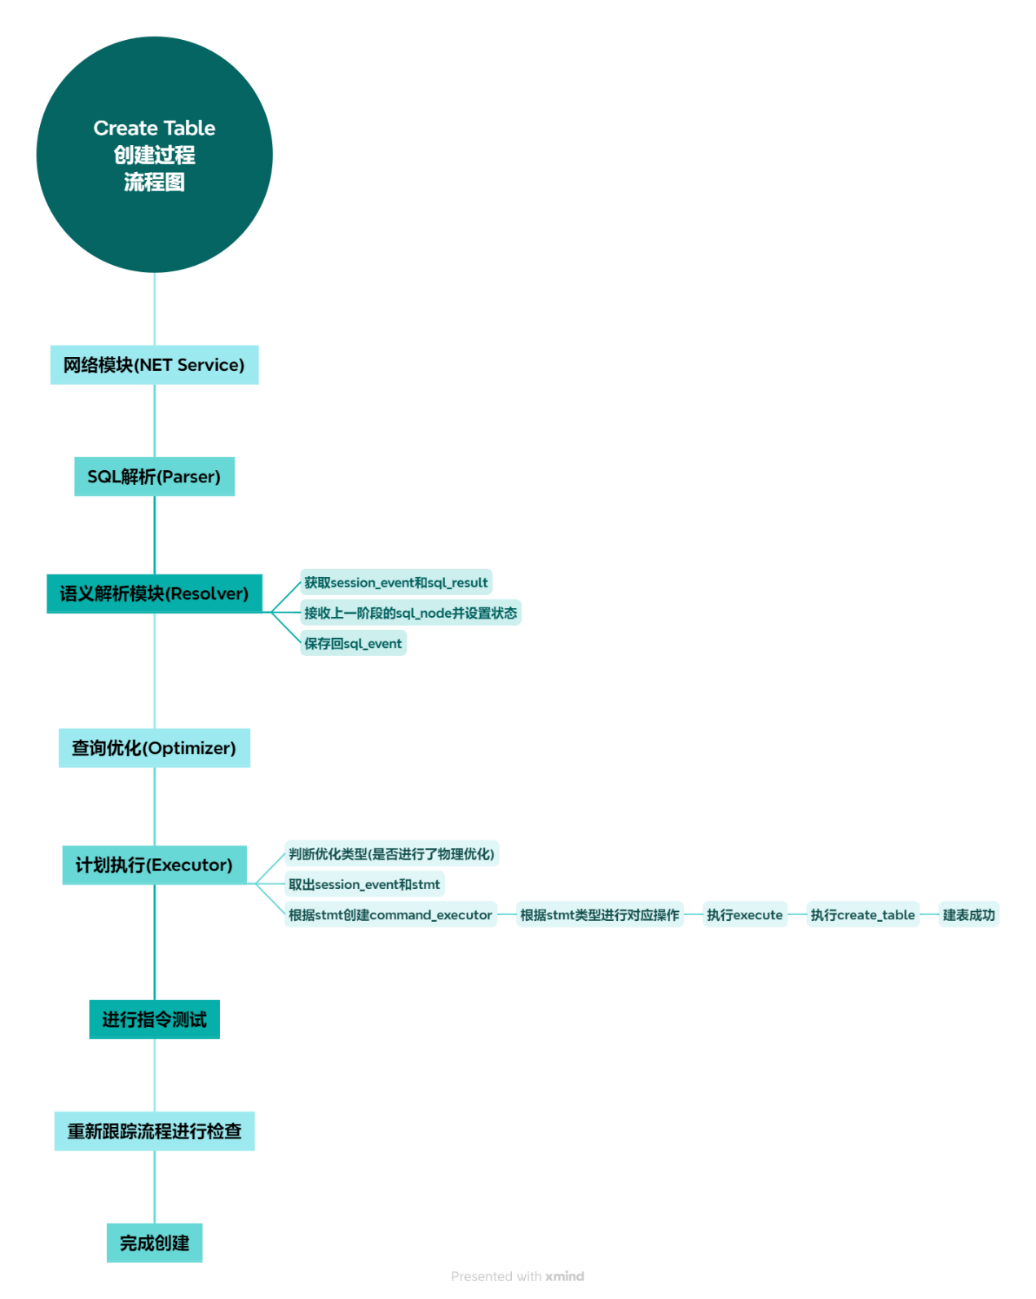 Create Table
创建过程
流程图
网络模块(NET Service)
SQL解析(Parser)
语义解析模块(Resolver)
获取session_event和sql_result
接收上一阶段的sql_node并设置状态
保存回sql_event
查询优化(Optimizer)
计划执行(Executor)
判断优化类型(是否进行了物理优化)
取出session_event和stmt
根据stmt创建command_executor
根据stmt类型进行对应操作
执行execute
执行create_table
建表成功
进行指令测试
重新跟踪流程进行检查
完成创建
Presented with xmind